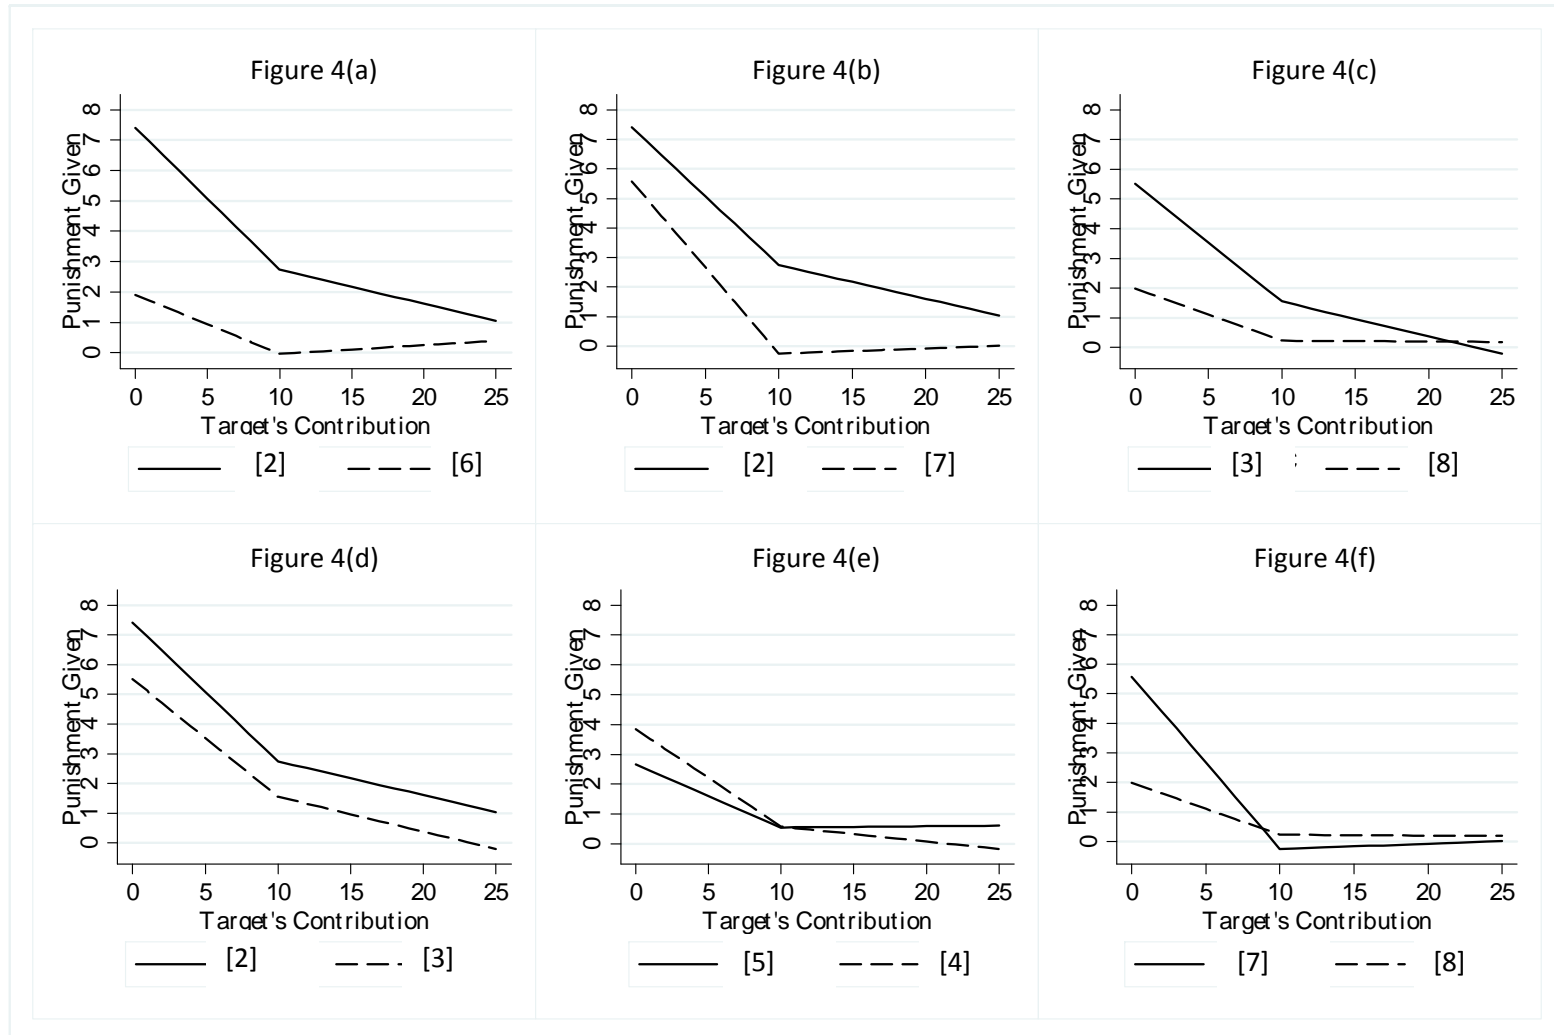 Figure 4(a)
Punishment Given
8
7
6
5
4
3
2
1
0
0 5 10 15 20 25
Target's Contribution
[2] [6]
Figure 4(b)
Punishment Given
8
7
6
5
4
3
2
1
0
0 5 10 15 20 25
Target's Contribution
[2] [7]
Figure 4(c)
Punishment Given
8
7
6
5
4
3
2
1
0
0 5 10 15 20 25
Target's Contribution
[3] [8]
Figure 4(d)
Punishment Given
8
7
6
5
4
3
2
1
0
0 5 10 15 20 25
Target's Contribution
[2] [3]
Figure 4(e)
Punishment Given
8
7
6
5
4
3
2
1
0
0 5 10 15 20 25
Target's Contribution
[5] [4]
Figure 4(f)
Punishment Given
8
7
6
5
4
3
2
1
0
0 5 10 15 20 25
Target's Contribution
[7] [8]